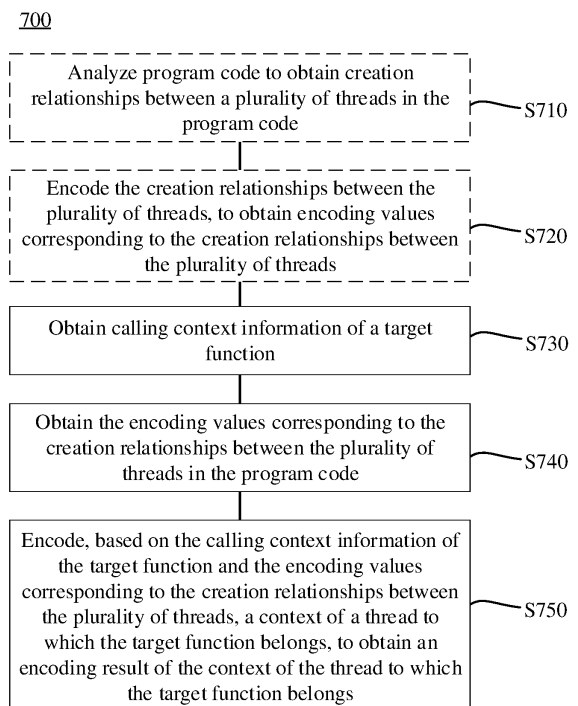 700
Analyze program code to obtain creation
relationships between a plurality of threads in the
program code
S710
Encode the creation relationships between the
plurality of threads, to obtain encoding values
corresponding to the creation relationships between
the plurality of threads
S720
Obtain calling context information of a target
function
S730
Obtain the encoding values corresponding to the
creation relationships between the plurality of
threads in the program code
S740
Encode, based on the calling context information of
the target function and the encoding values
corresponding to the creation relationships between
the plurality of threads, a context of a thread to
which the target function belongs, to obtain an
encoding result of the context of the thread to which
the target function belongs
S750